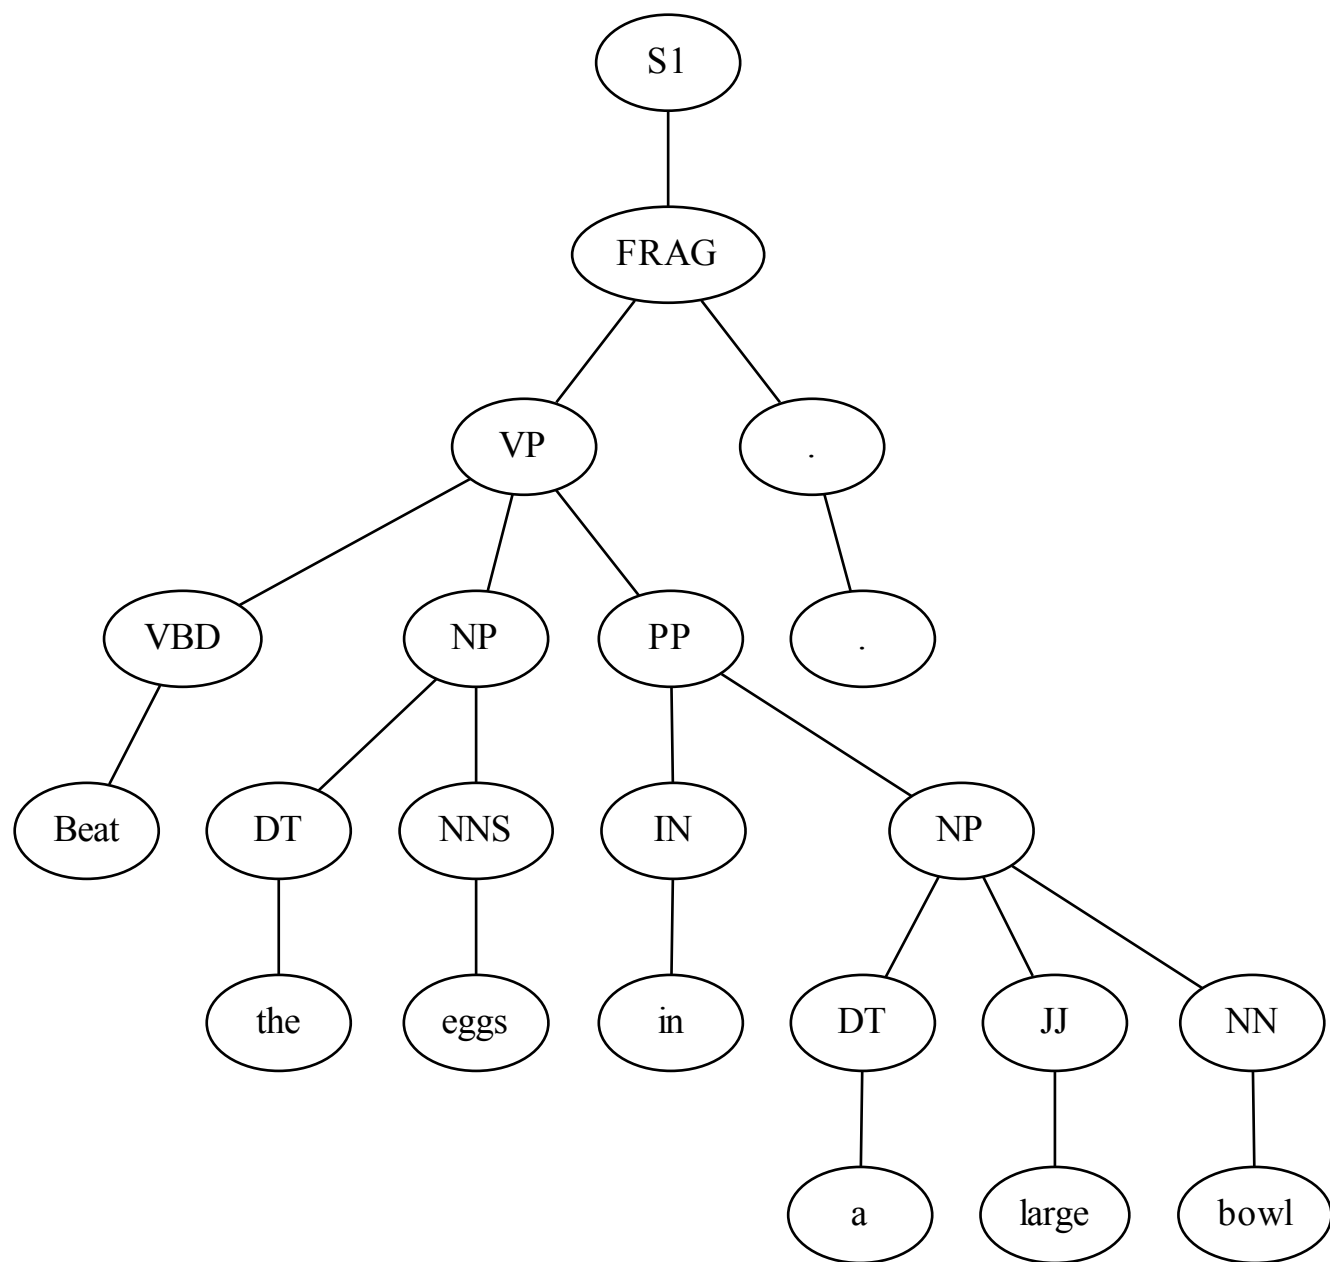 S1
FRAG
VP .
VBD NP PP .
Beat DT NNS IN NP
the eggs in DT JJ NN
a large bowl